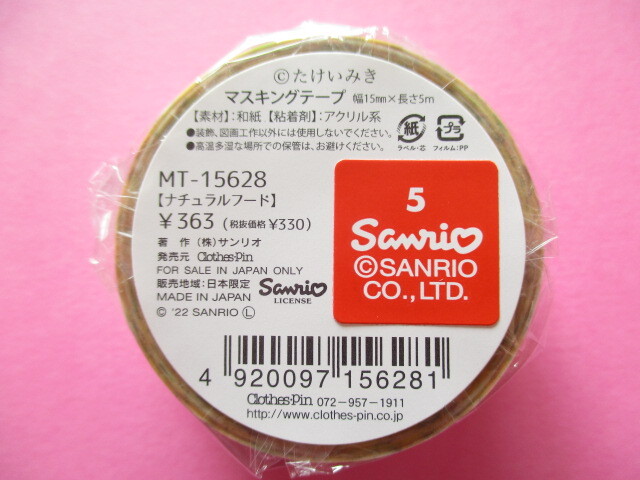 ©たけいみき
マスキングテープ 幅15mm×長さ5m
【素材】:和紙【粘着剤】:アクリル系
●装飾、図画工作以外には使用しないでください。
●高温多湿な場所での保管は、お避けください。
紙 プラ
ラベル・芯 フィルム:PP
MT-15628
【ナチュラルフード】
¥363 (税抜価格 ¥330)
著 作 (株)サンリオ
発売元 Clothes・Pin
FOR SALE IN JAPAN ONLY
販売地域:日本限定
MADE IN JAPAN
Sanrio
LICENSE
© '22 SANRIO Ⓛ
5
Sanrio
©SANRIO
CO., LTD.
4 920097 156281
Clothes・Pin 072-957-1911
http://www.clothes-pin.co.jp